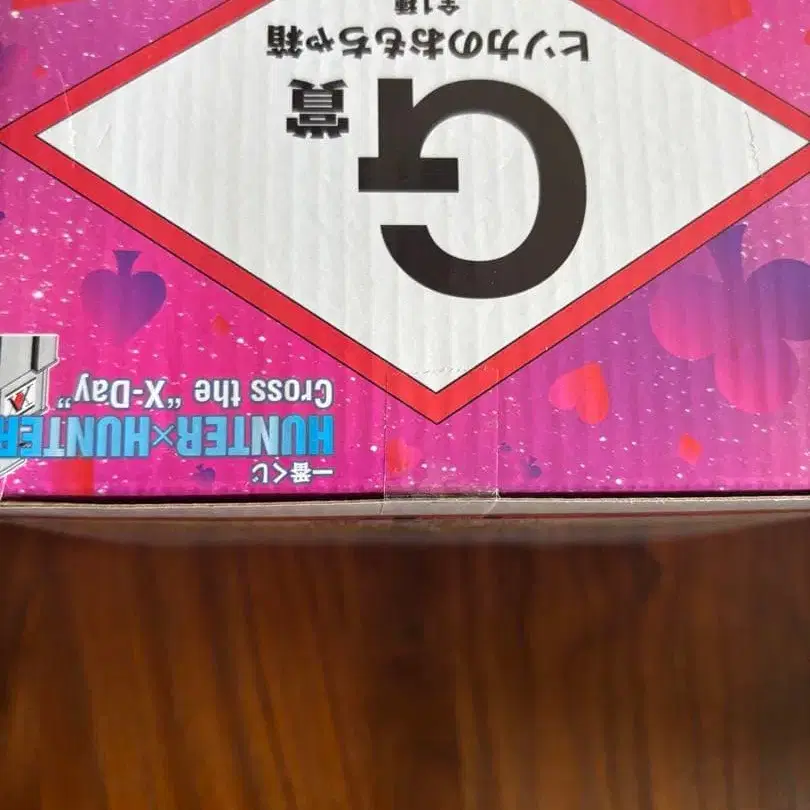 一番くじ
HUNTER×HUNTER
Cross the "X-Day"
G賞
ヒソカのおもちゃ箱
全1種